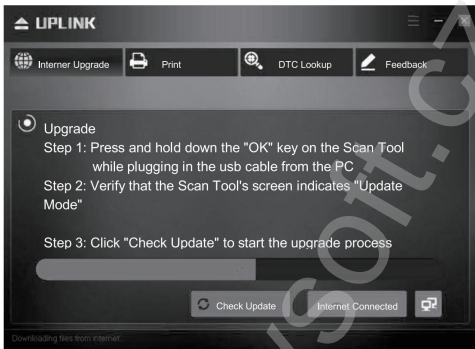 UPLINK
Interner Upgrade
Print
DTC Lookup
Feedback
Upgrade
Step 1: Press and hold down the "OK" key on the Scan Tool
while plugging in the usb cable from the PC
Step 2: Verify that the Scan Tool's screen indicates "Update
Mode"
Step 3: Click "Check Update" to start the upgrade process
Check Update
Internet Connected
Downloading files from internet...